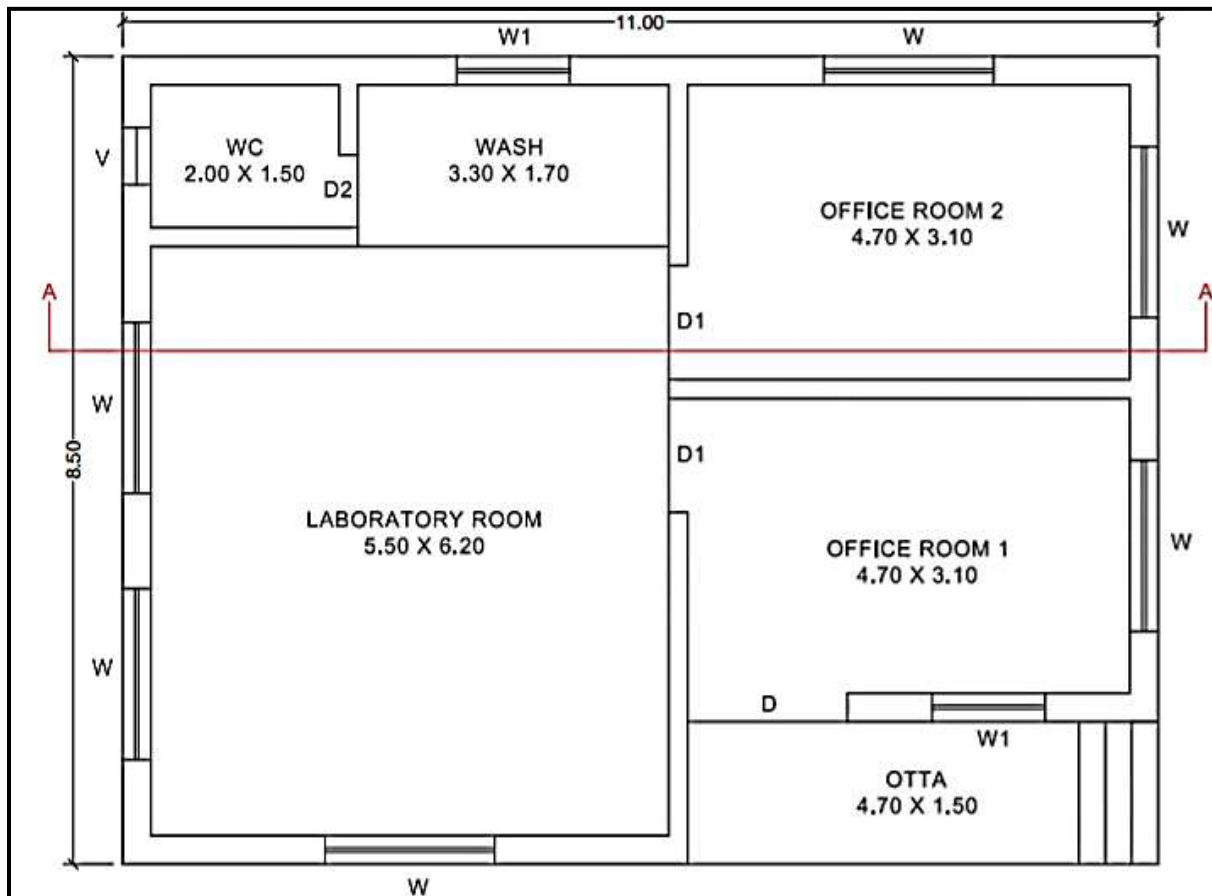 11.00
W1
W
V
WC
2.00 X 1.50
D2
WASH
3.30 X 1.70
OFFICE ROOM 2
4.70 X 3.10
W
A
A
D1
W
8.50
D1
LABORATORY ROOM
5.50 X 6.20
OFFICE ROOM 1
4.70 X 3.10
W
W
D
W1
OTTA
4.70 X 1.50
W